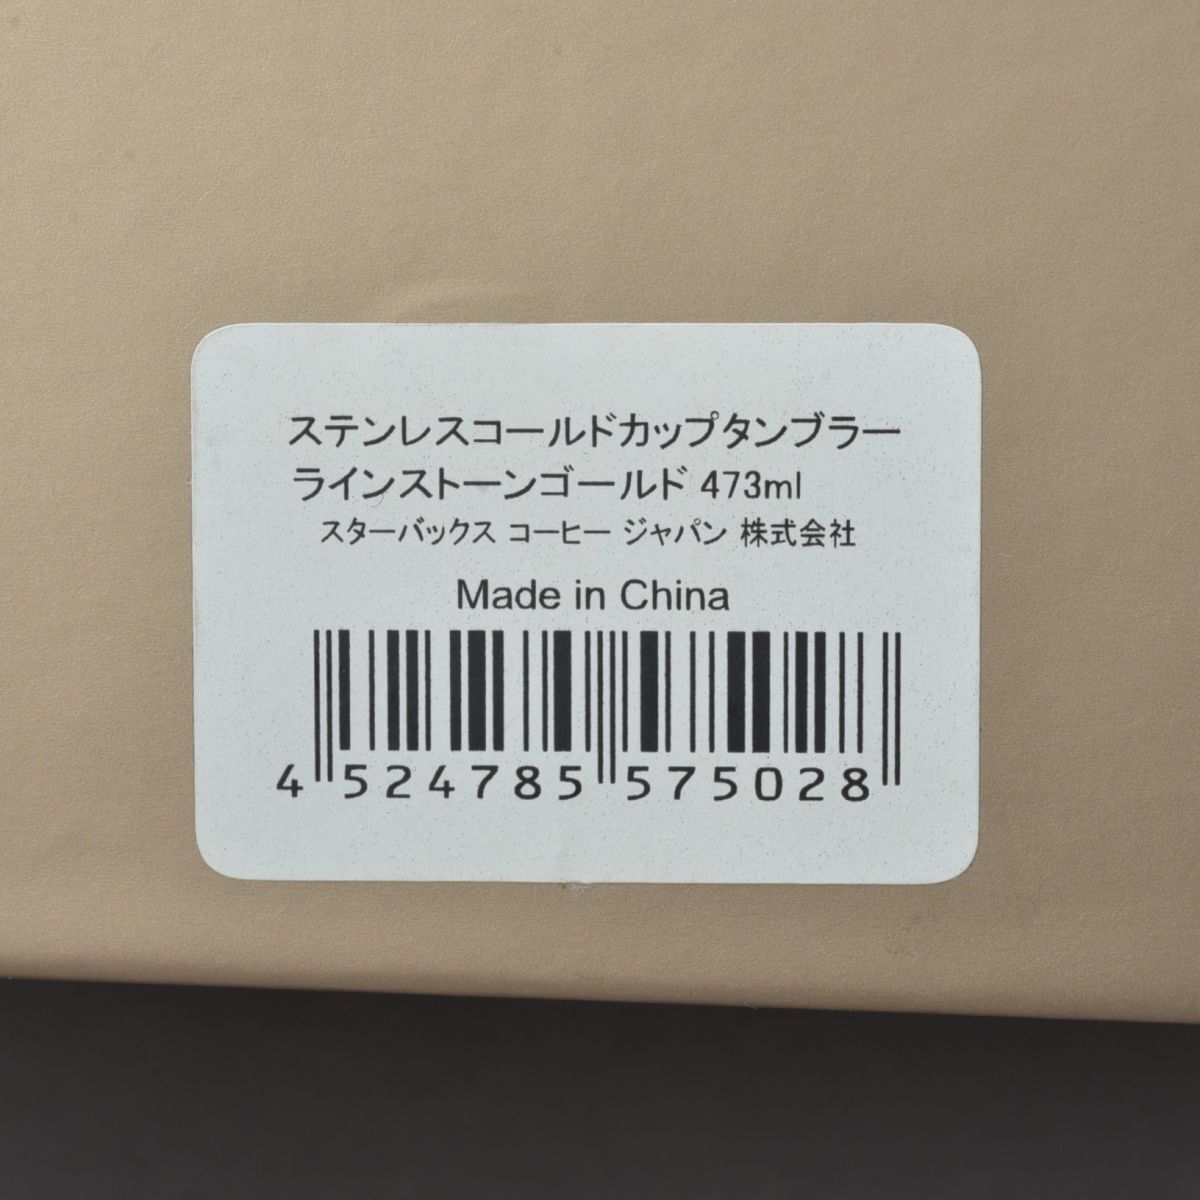 ステンレスコールドカップタンブラー
ラインストーンゴールド 473ml
スターバックス コーヒー ジャパン 株式会社
Made in China
4 524785 575028